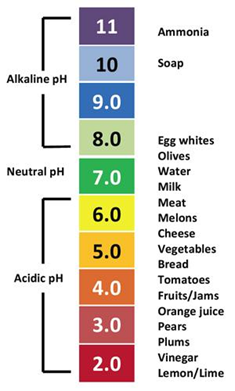 11 Ammonia
Alkaline pH
10 Soap
9.0
8.0 Egg whites
Olives
Neutral pH 7.0 Water
Milk
6.0 Meat
Melons
Cheese
5.0 Vegetables
Bread
Acidic pH
4.0 Tomatoes
Fruits/Jams
3.0 Orange juice
Pears
Plums
2.0 Vinegar
Lemon/Lime